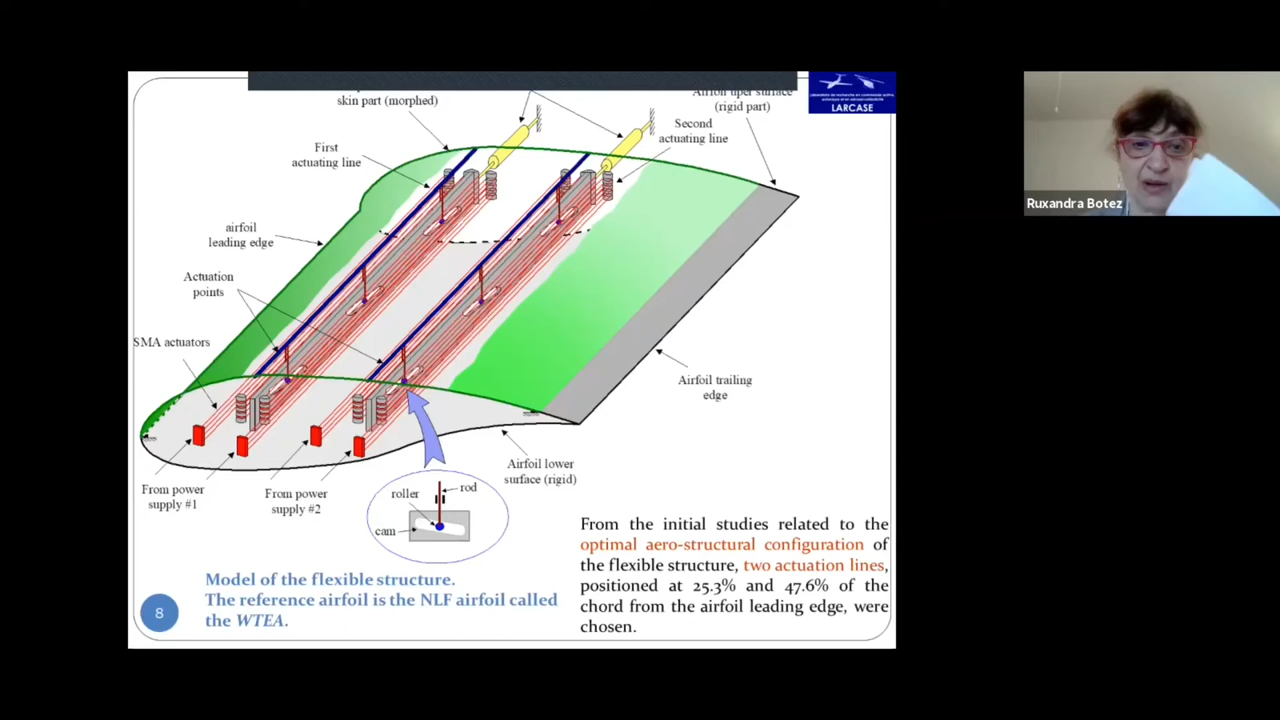 skin part (morphed)
(rigid part)
LARCASE
First
actuating line
Second
actuating line
airfoil
leading edge
Actuation
points
SMA actuators
Airfoil trailing
edge
Airfoil lower
surface (rigid)
From power
supply #1
From power
supply #2
roller
rod
cam
Model of the flexible structure.
The reference airfoil is the NLF airfoil called
the WTEA.
8
From the initial studies related to the
optimal aero-structural configuration of
the flexible structure, two actuation lines,
positioned at 25.3% and 47.6% of the
chord from the airfoil leading edge, were
chosen.
Ruxandra Botez